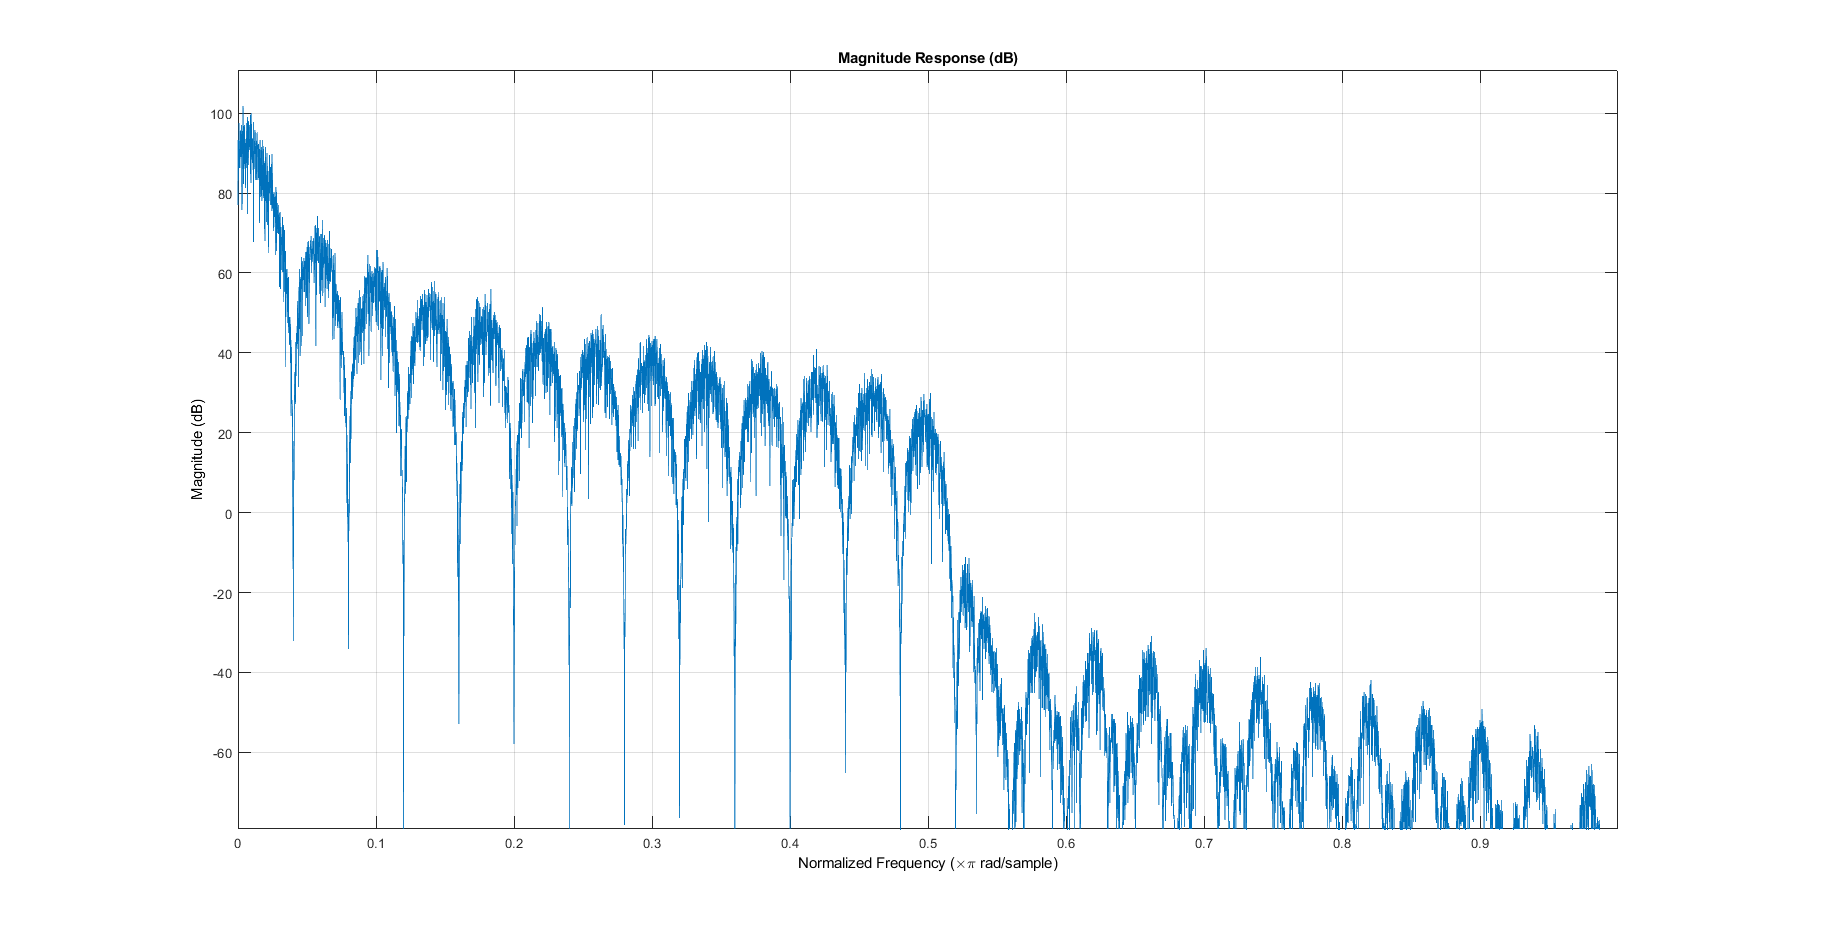 Magnitude Response (dB)
100
80
60
40
20
0
-20
-40
-60
Magnitude (dB)
0 0.1 0.2 0.3 0.4 0.5 0.6 0.7 0.8 0.9
Normalized Frequency (×π rad/sample)